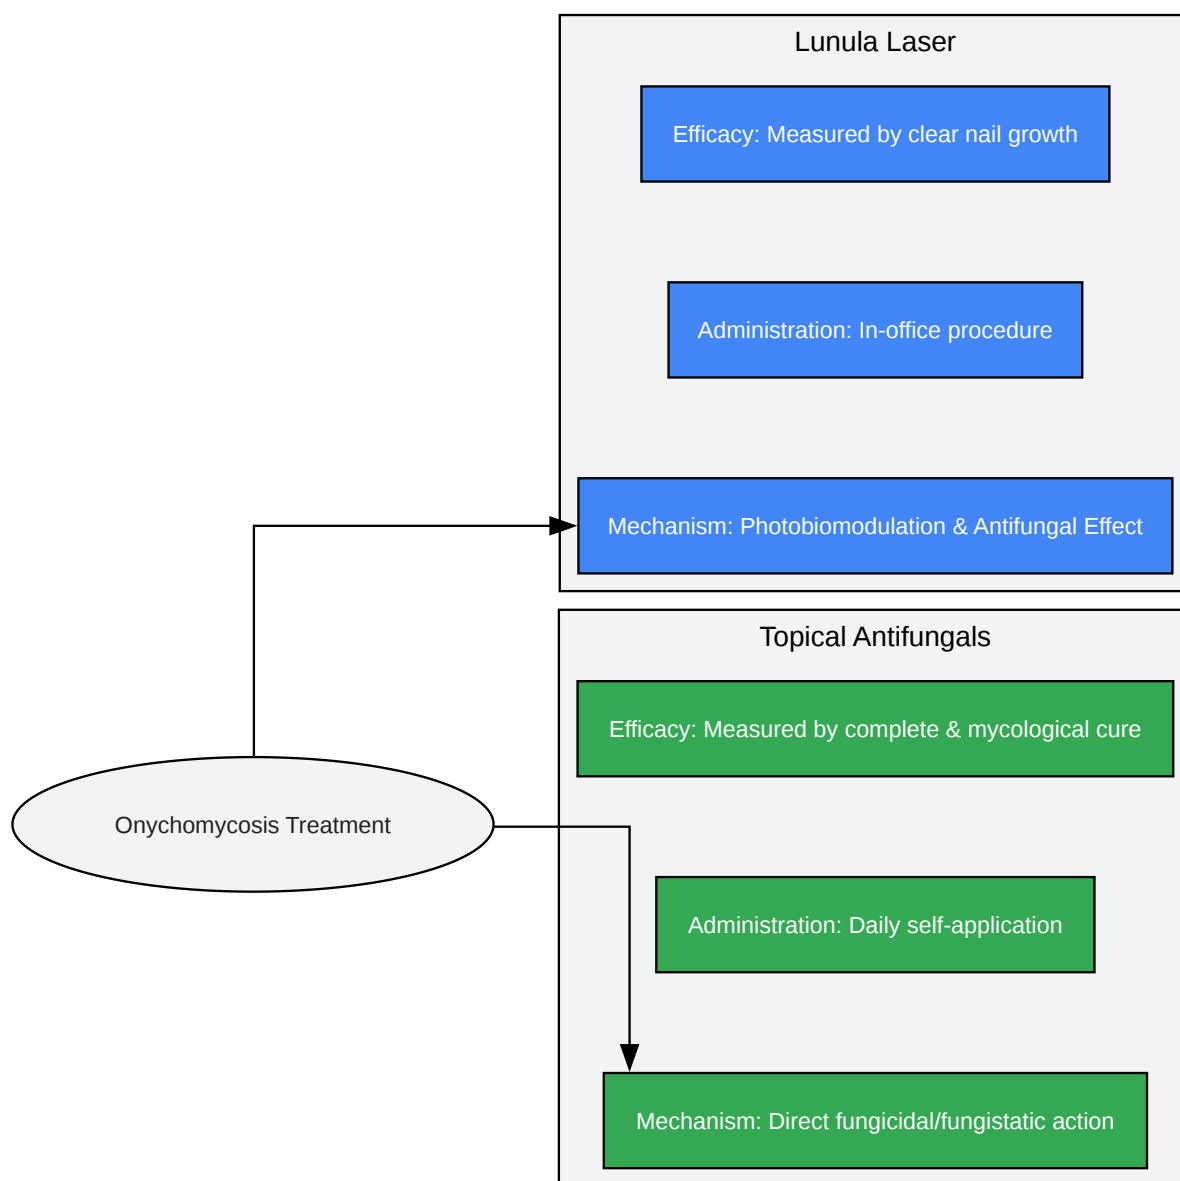 Lunula Laser
Efficacy: Measured by clear nail growth
Administration: In-office procedure
Mechanism: Photobiomodulation & Antifungal Effect
Topical Antifungals
Efficacy: Measured by complete & mycological cure
Onychomycosis Treatment
Administration: Daily self-application
Mechanism: Direct fungicidal/fungistatic action